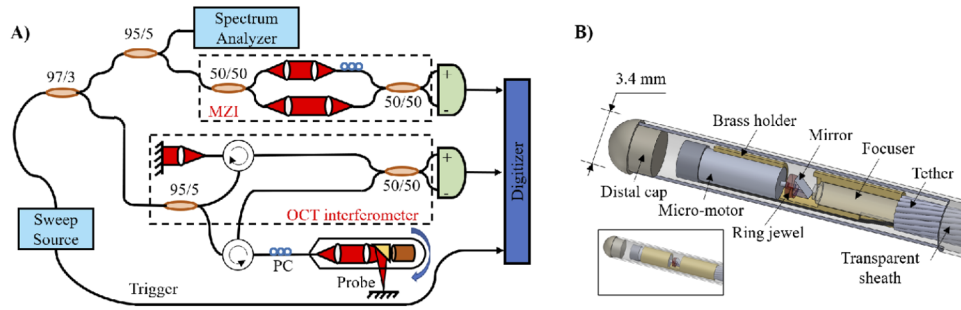 A)
Spectrum
Analyzer
95/5
97/3
50/50
50/50
MZI
+
-
95/5
50/50
OCT interferometer
+
-
Digitizer
Sweep
Source
PC
Probe
Trigger
B)
3.4 mm
Brass holder
Mirror
Focuser
Tether
Distal cap
Micro-motor
Ring jewel
Transparent
sheath